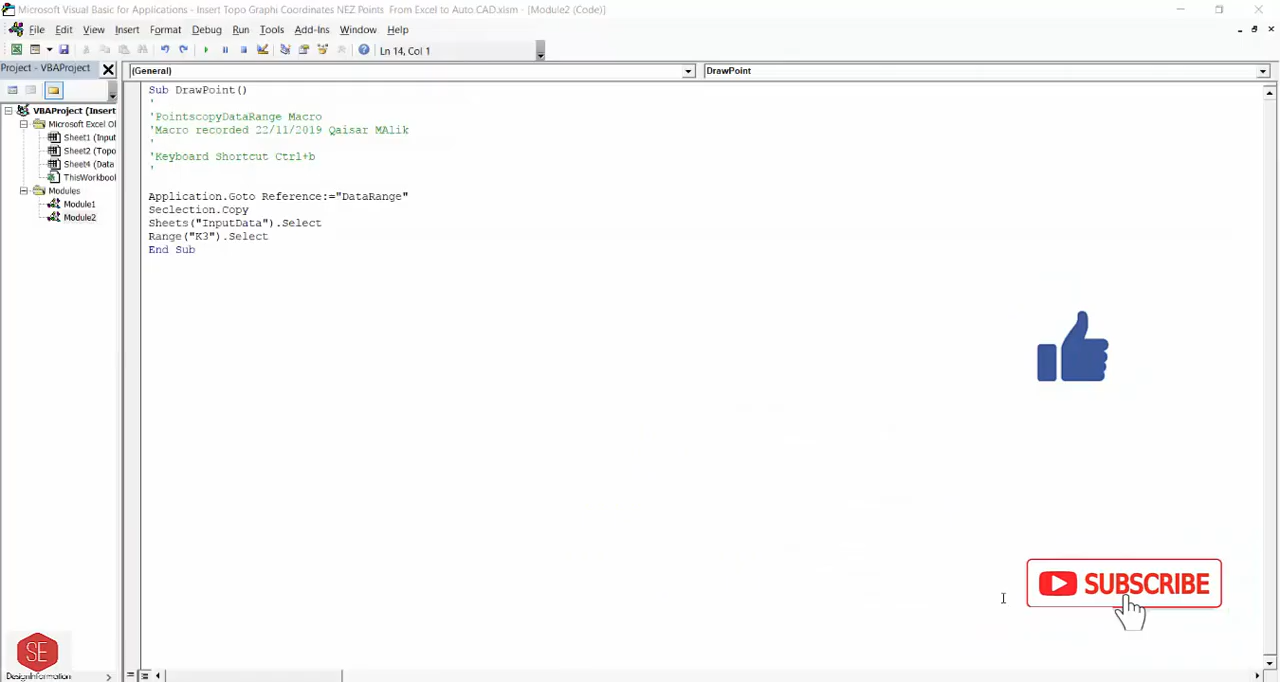 Microsoft Visual Basic for Applications - Insert Topo Graphi Coordinates NEZ Points From Excel to Auto CAD.xlsm - [Module2 (Code)]
File Edit View Insert Format Debug Run Tools Add-Ins Window Help
Ln 14, Col 1
Project - VBAProject
(General)
DrawPoint
VBAProject (Insert
Microsoft Excel Ol
Sheet1 (Input
Sheet2 (Topo
Sheet4 (Data
ThisWorkbool
Modules
Module1
Module2
Sub DrawPoint()
'
'PointscopyDataRange Macro
'Macro recorded 22/11/2019 Qaisar MAlik
'
'Keyboard Shortcut Ctrl+b
'
Application.Goto Reference:="DataRange"
Seclection.Copy
Sheets("InputData").Select
Range("K3").Select
End Sub
SUBSCRIBE
SE
DesignInformation